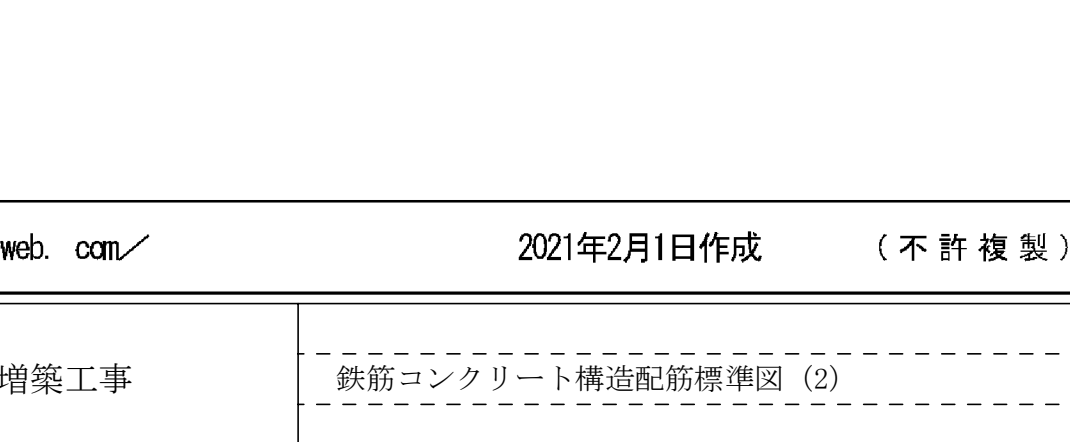 web. com／ 2021年2月1日作成 （不許複製）
増築工事 鉄筋コンクリート構造配筋標準図 (2)